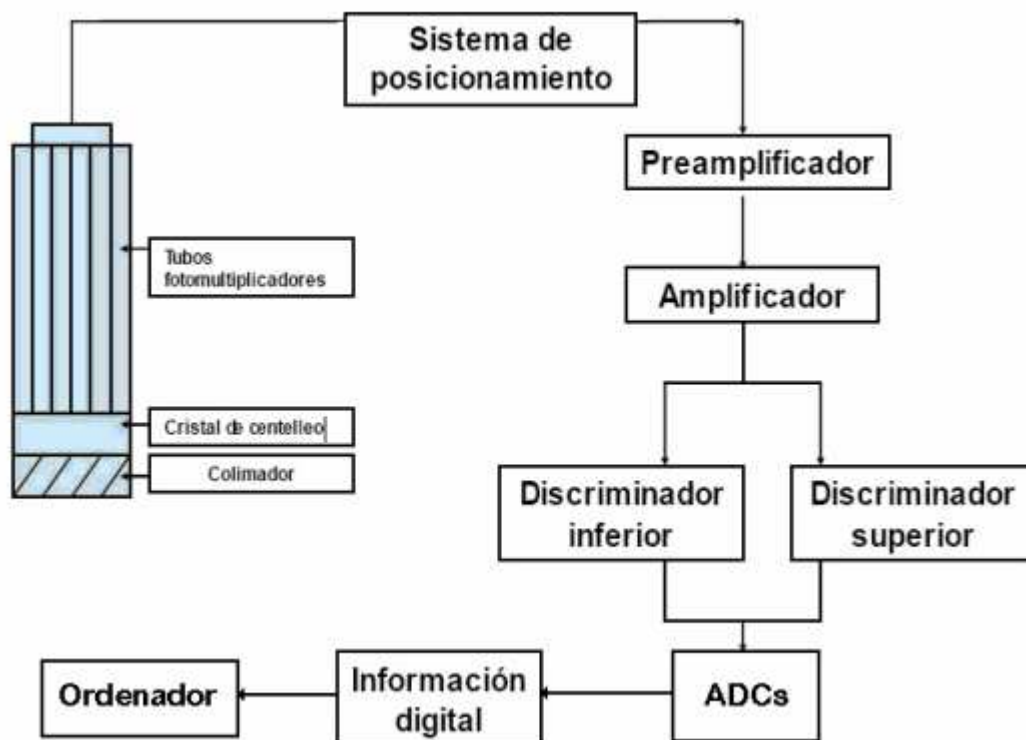 Sistema de
posicionamiento
Preamplificador
Tubos
fotomultiplicadores
Amplificador
Cristal de centelleo
Colimador
Discriminador
inferior
Discriminador
superior
Ordenador
Información
digital
ADCs